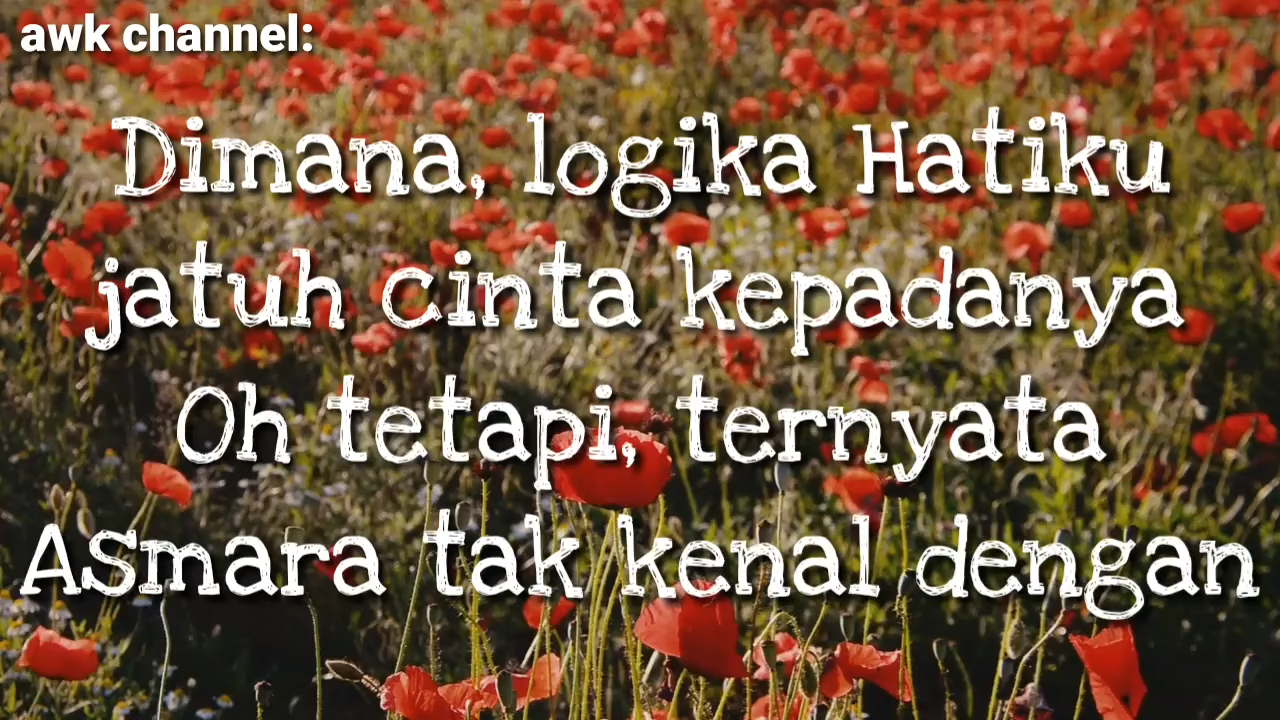 awk channel:
Dimana, logika Hatiku
jatuh cinta kepadanya
Oh tetapi, ternyata
Asmara tak kenal dengan